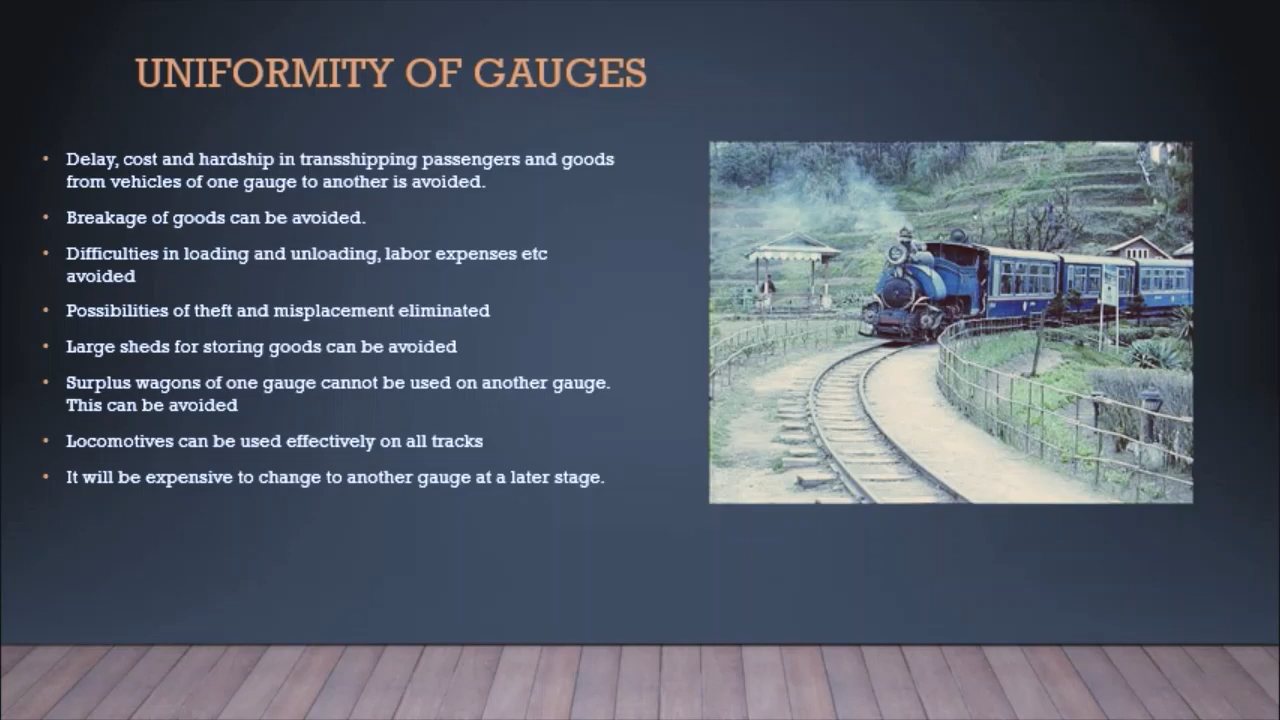 UNIFORMITY OF GAUGES
• Delay, cost and hardship in transshipping passengers and goods
from vehicles of one gauge to another is avoided.
• Breakage of goods can be avoided.
• Difficulties in loading and unloading, labor expenses etc
avoided
• Possibilities of theft and misplacement eliminated
• Large sheds for storing goods can be avoided
• Surplus wagons of one gauge cannot be used on another gauge.
This can be avoided
• Locomotives can be used effectively on all tracks
• It will be expensive to change to another gauge at a later stage.